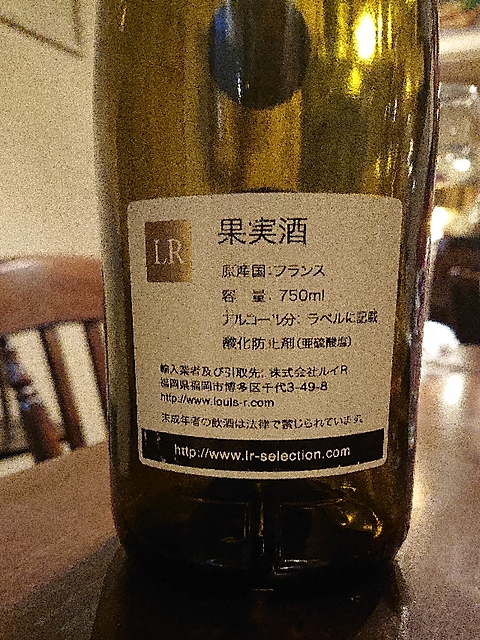 LR
果実酒
原産国:フランス
容 量: 750ml
アルコール分: ラベルに記載
酸化防止剤(亜硫酸塩)
輸入業者及び引取先: 株式会社ルイR
福岡県福岡市博多区千代3-49-8
http://www.louis-r.com
未成年者の飲酒は法律で禁じられています。
http://www.lr-selection.com